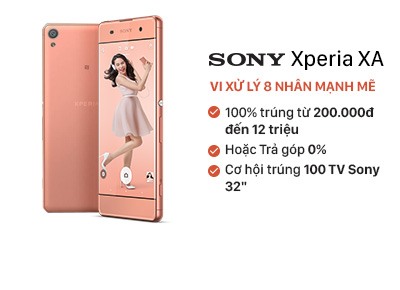 SONY Xperia XA
VI XỬ LÝ 8 NHÂN MẠNH MẼ
100% trúng từ 200.000đ
đến 12 triệu
Hoặc Trả góp 0%
Cơ hội trúng 100 TV Sony
32"